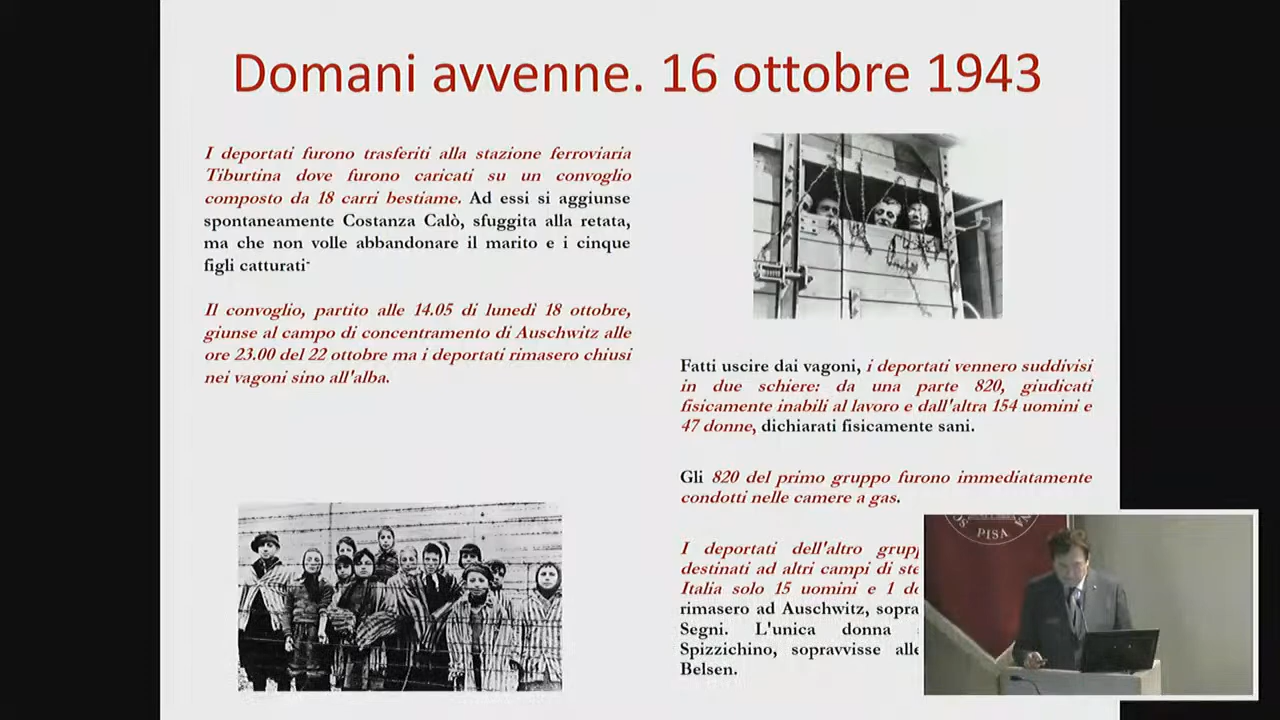 Domani avvenne. 16 ottobre 1943
I deportati furono trasferiti alla stazione ferroviaria
Tiburtina dove furono caricati su un convoglio
composto da 18 carri bestiame. Ad essi si aggiunse
spontaneamente Costanza Calò, sfuggita alla retata,
ma che non volle abbandonare il marito e i cinque
figli catturati-
Il convoglio, partito alle 14.05 di lunedì 18 ottobre,
giunse al campo di concentramento di Auschwitz alle
ore 23.00 del 22 ottobre ma i deportati rimasero chiusi
nei vagoni sino all'alba.
Fatti uscire dai vagoni, i deportati vennero suddivisi
in due schiere: da una parte 820, giudicati
fisicamente inabili al lavoro e dall'altra 154 uomini e
47 donne, dichiarati fisicamente sani.
Gli 820 del primo gruppo furono immediatamente
condotti nelle camere a gas.
I deportati dell'altro
destinati ad altri campi di
Italia solo 15 uomini e 1
rimasero ad Auschwitz,
Segni. L'unica donna
Spizzichino, sopravvisse
Belsen.
PISA